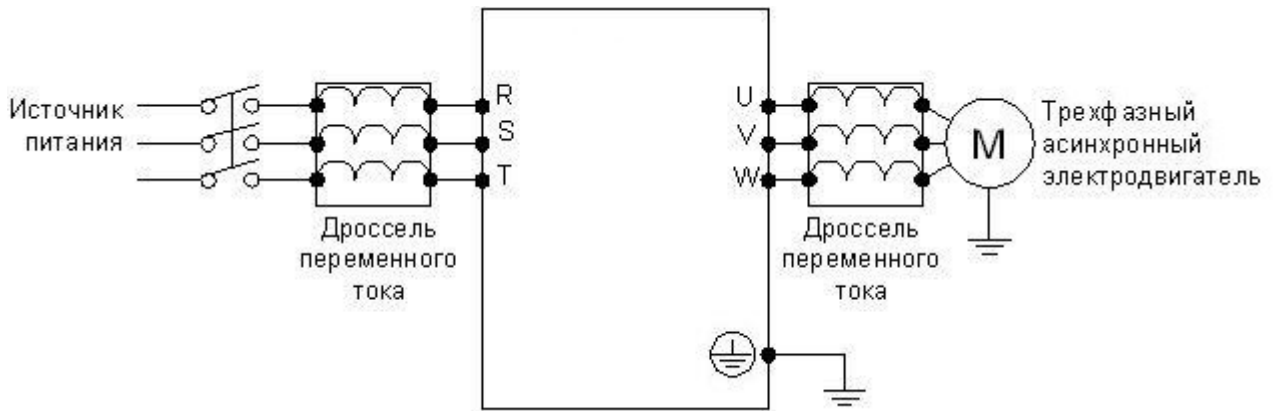 Источник
питания
Дроссель
переменного
тока
R
S
T
U
V
W
Дроссель
переменного
тока
M
Трехфазный
асинхронный
электродвигатель